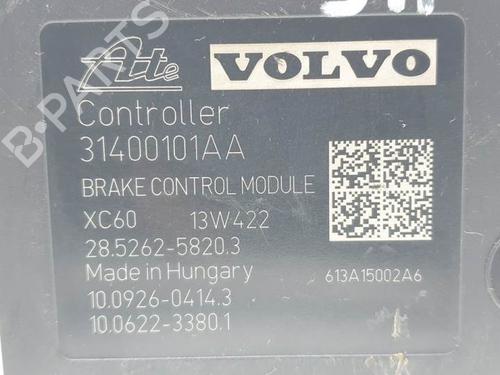 Ate VOLVO
Controller
31400101AA
BRAKE CONTROL MODULE
XC60 13W422
28.5262-5820.3
Made in Hungary
613A15002A6
10.0926-0414.3
10.0622-3380.1
B-PARTS